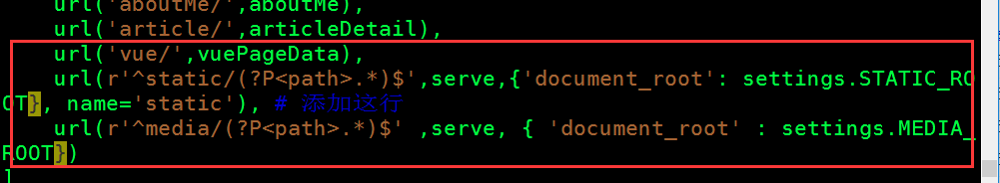 url('aboutMe/',aboutMe),
url('article/',articleDetail),
url('vue/',vuePageData),
url(r'^static/(?P<path>.*)$',serve,{'document_root': settings.STATIC_RO
OT}, name='static'), # 添加这行
url(r'^media/(?P<path>.*)$' ,serve, { 'document_root' : settings.MEDIA_
ROOT})
]